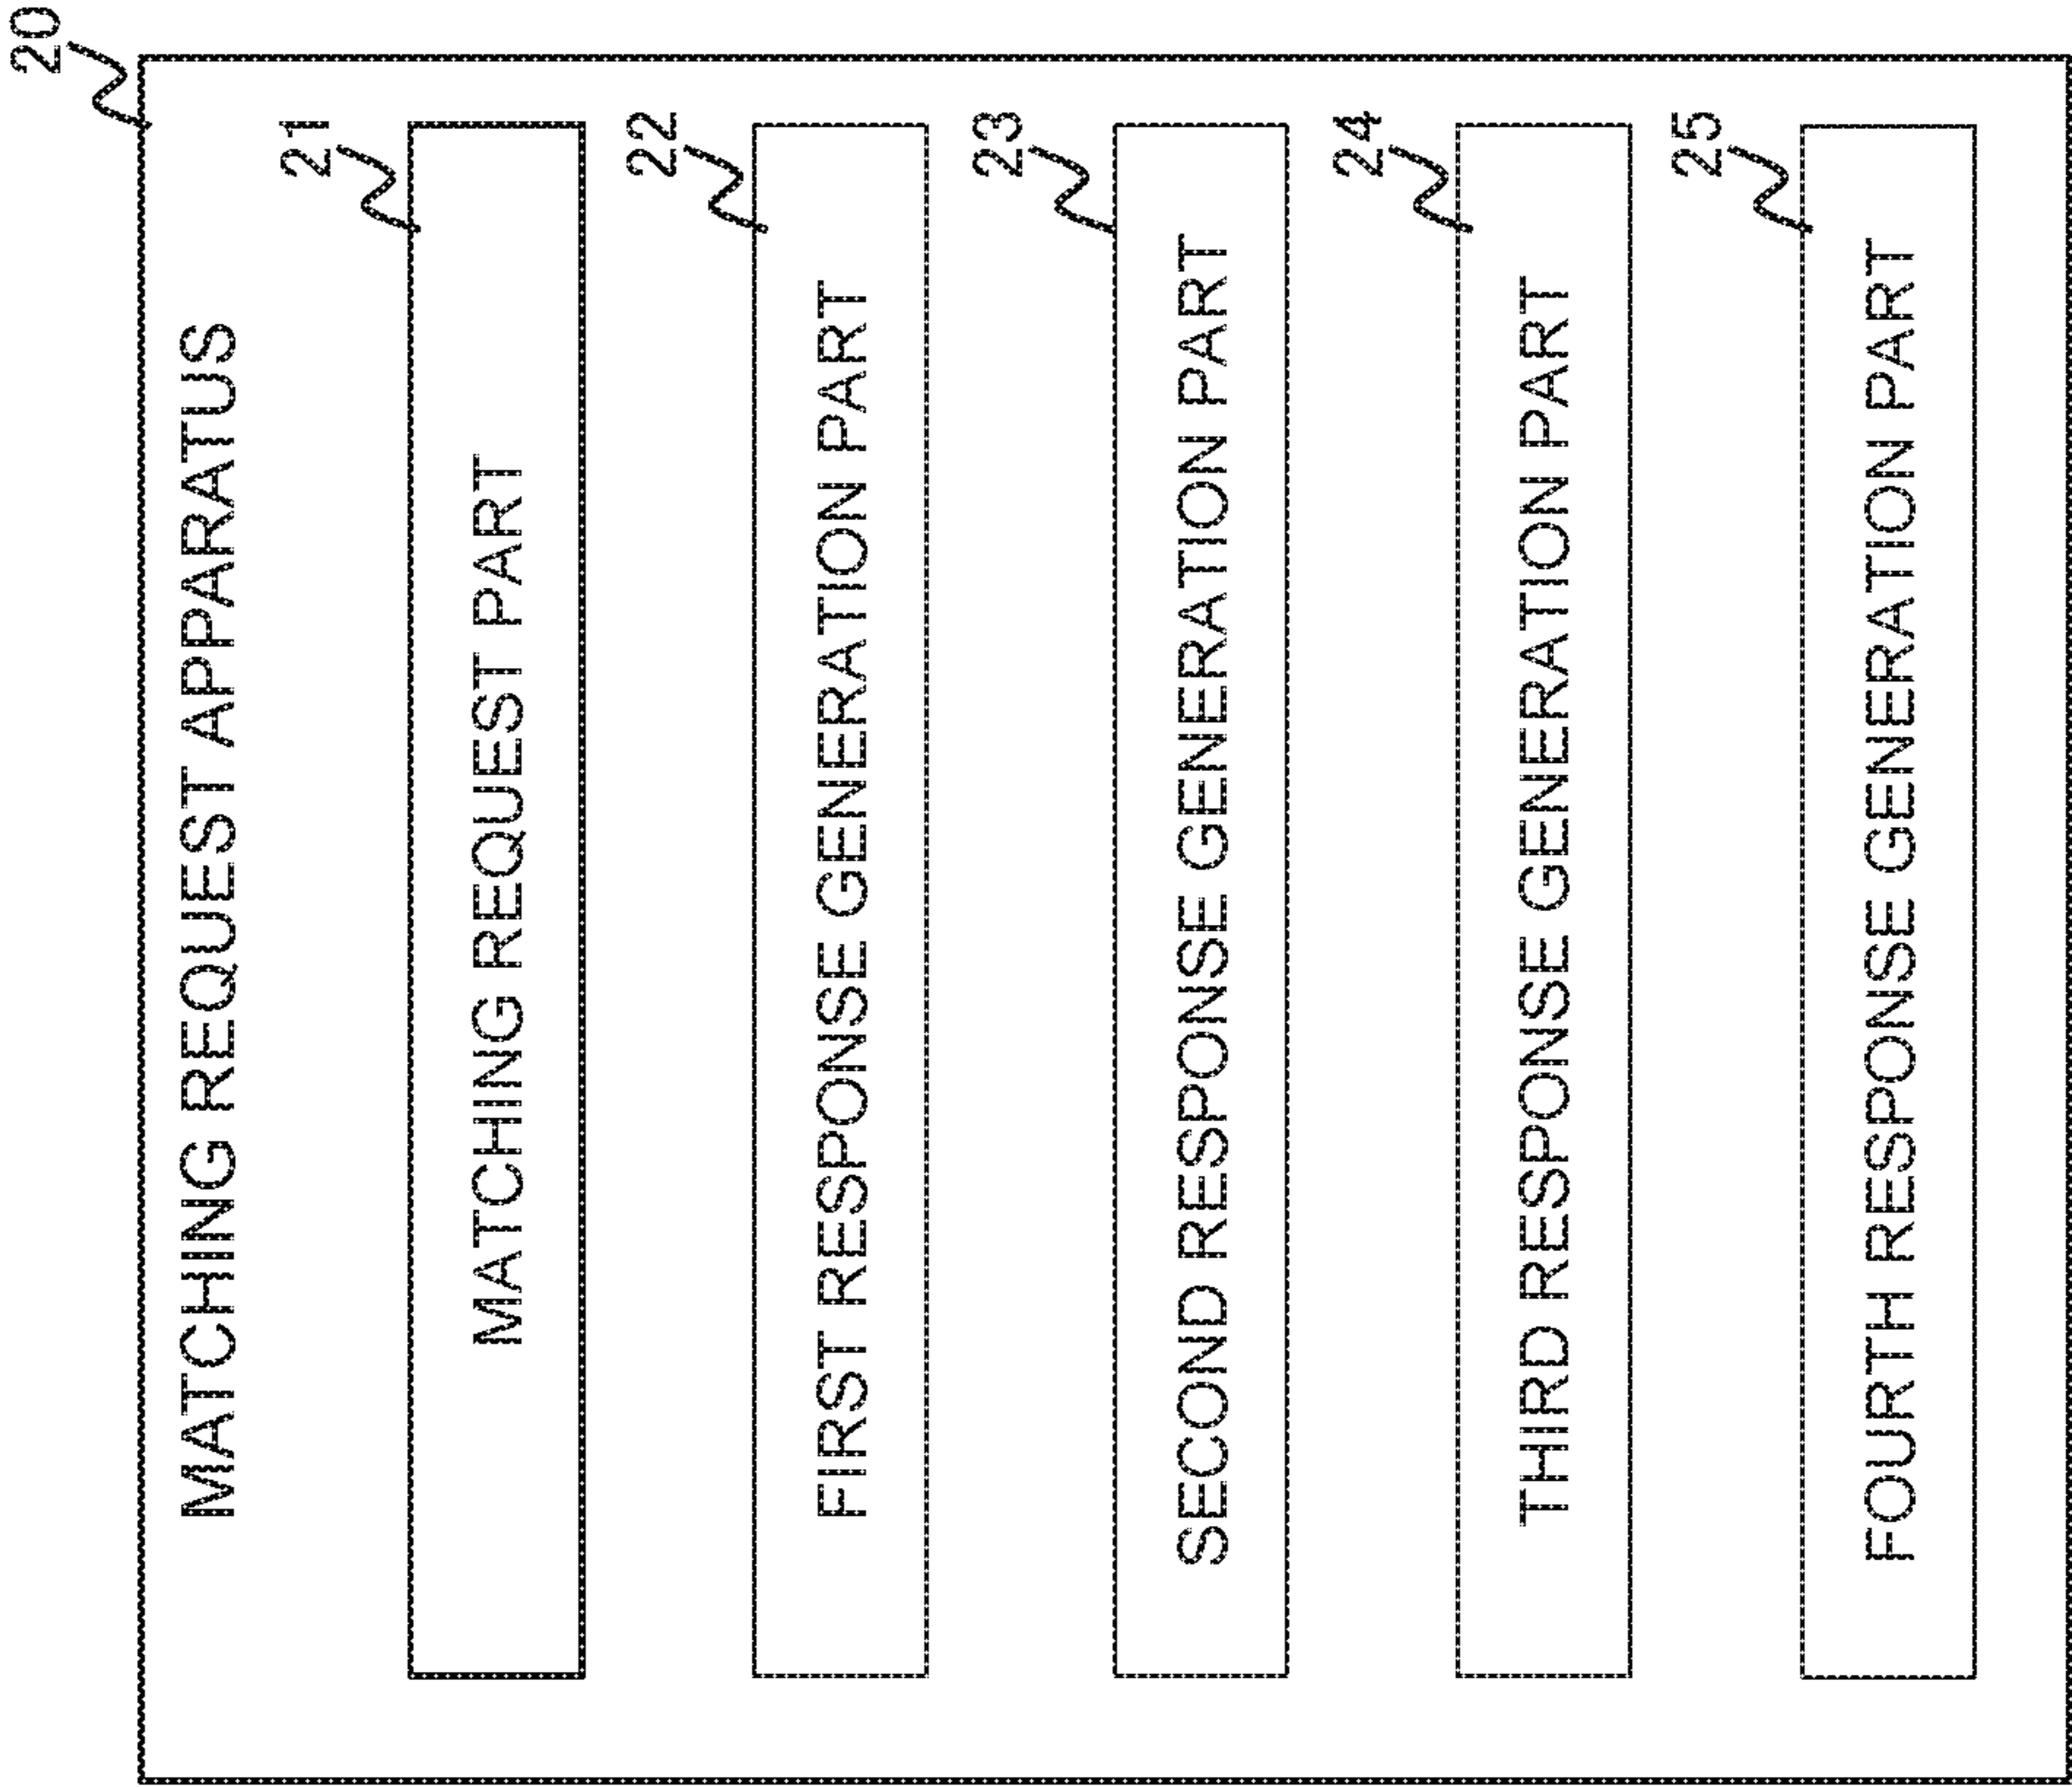 20
MATCHING REQUEST APPARATUS
21
MATCHING REQUEST PART
22
FIRST RESPONSE GENERATION PART
23
SECOND RESPONSE GENERATION PART
24
THIRD RESPONSE GENERATION PART
25
FOURTH RESPONSE GENERATION PART